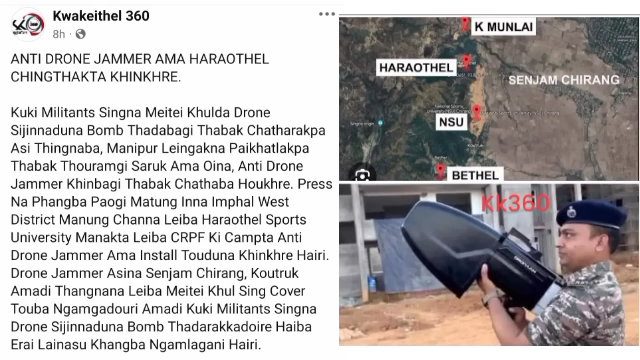 Kwakeithel 360
8h
ANTI DRONE JAMMER AMA HARAOTHEL
CHINGTHAKTA KHINKHRE.
Kuki Militants Singna Meitei Khulda Drone
Sijinnaduna Bomb Thadabagi Thabak Chatharakpa
Asi Thingnaba, Manipur Leingakna Paikhatlakpa
Thabak Thouramgi Saruk Ama Oina, Anti Drone
Jammer Khinbagi Thabak Chathaba Houkhre. Press
Na Phangba Paogi Matung Inna Imphal West
District Manung Channa Leiba Haraothel Sports
University Manakta Leiba CRPF Ki Campta Anti
Drone Jammer Ama Install Touduna Khinkhre Hairi.
Drone Jammer Asina Senjam Chirang, Koutruk
Amadi Thangnana Leiba Meitei Khul Sing Cover
Touba Ngamgadouri Amadi Kuki Militants Singna
Drone Sijinnaduna Bomb Thadarakkadoire Haiba
Erai Lainasu Khangba Ngamlagani Hairi.
K MUNLAI
HARAOTHEL
SENJAM CHIRANG
NSU
BETHEL
Kk360